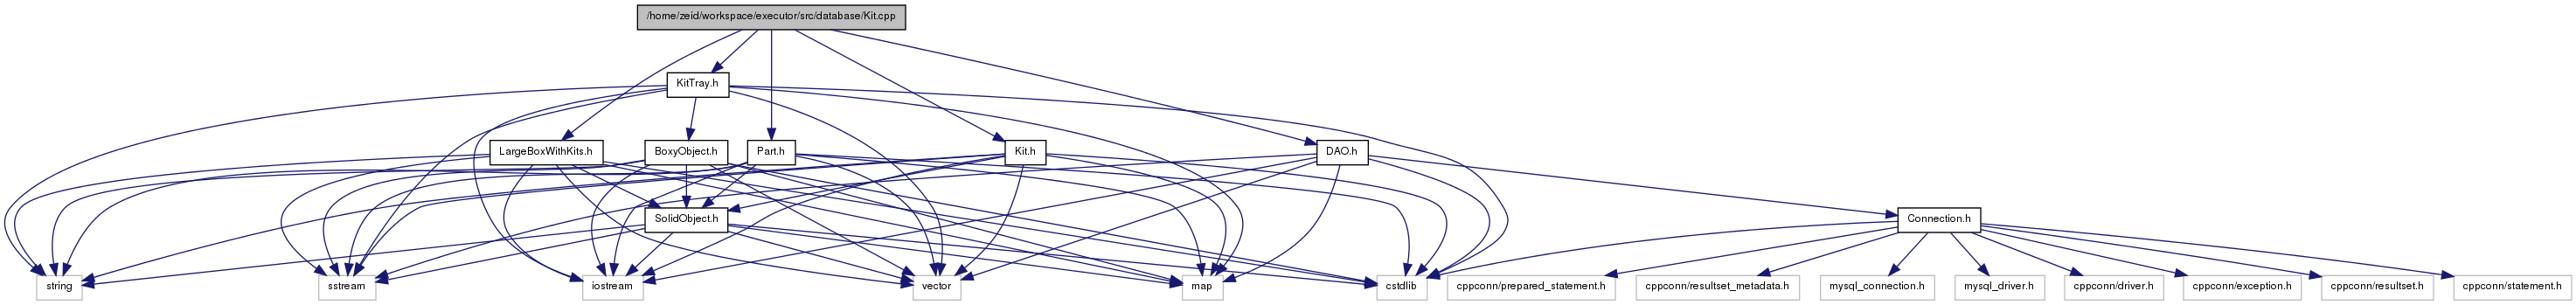 /home/zeid/workspace/executor/src/database/Kit.cpp
KitTray.h
LargeBoxWithKits.h
BoxyObject.h
Part.h
Kit.h
DAO.h
SolidObject.h
Connection.h
string
sstream
iostream
vector
map
cstdlib
cppconn/prepared_statement.h
cppconn/resultset_metadata.h
mysql_connection.h
mysql_driver.h
cppconn/driver.h
cppconn/exception.h
cppconn/resultset.h
cppconn/statement.h